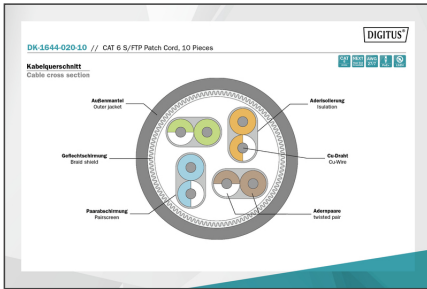 DIGITUS®
DK-1644-020-10 // CAT 6 S/FTP Patch Cord, 10 Pieces
Kabelquerschnitt
Cable cross section
Außenmantel
Outer jacket
Aderisolierung
Insulation
Geflechtschirmung
Braid shield
Cu-Draht
Cu-Wire
Paarabschirmung
Pairscreen
Adernpaare
twisted pair